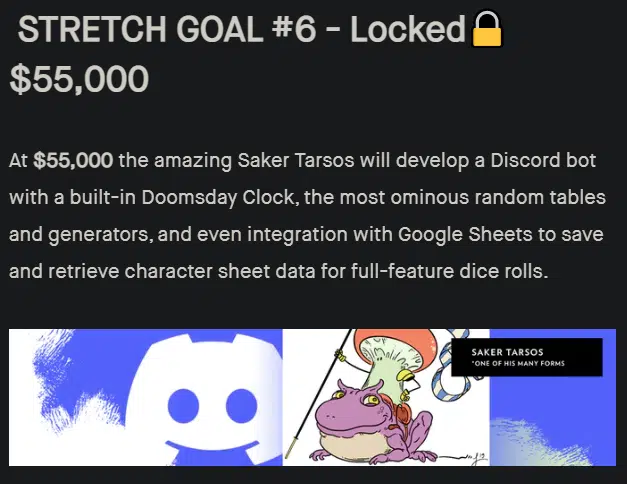 STRETCH GOAL #6 - Locked🔒
$55,000
At $55,000 the amazing Saker Tarsos will develop a Discord bot
with a built-in Doomsday Clock, the most ominous random tables
and generators, and even integration with Google Sheets to save
and retrieve character sheet data for full-feature dice rolls.
SAKER TARSOS
*ONE OF HIS MANY FORMS